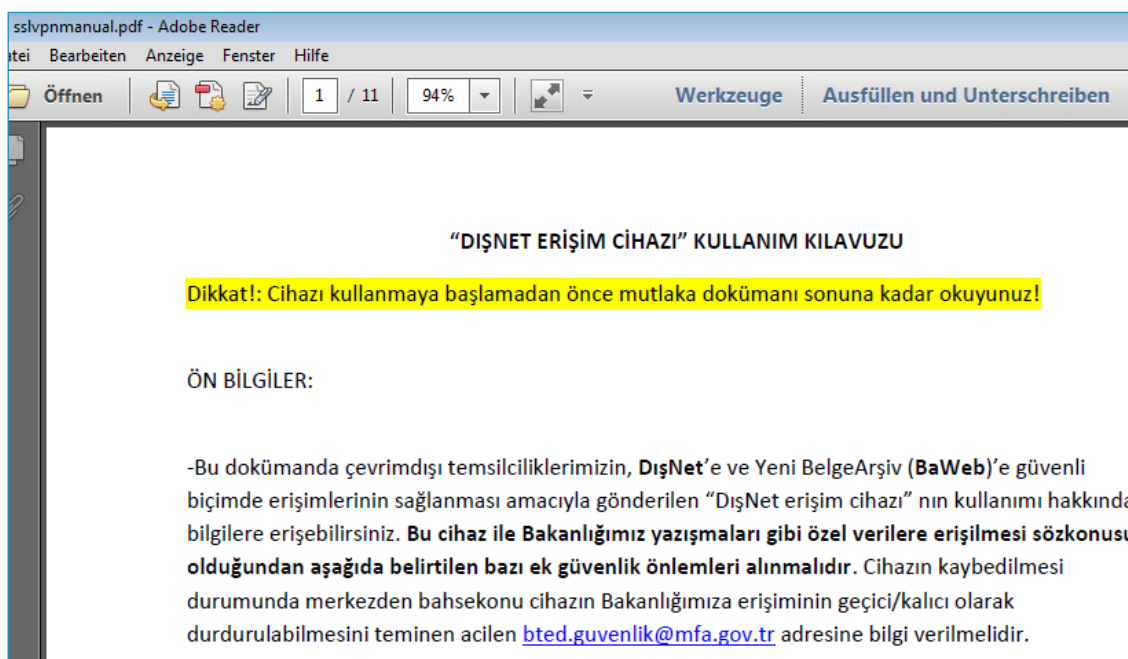 sslvpnmanual.pdf - Adobe Reader
Bearbeiten Anzeige Fenster Hilfe
Öffnen 1 / 11 94% Werkzeuge Ausfüllen und Unterschreiben
“DIŞNET ERİŞİM CİHAZI” KULLANIM KILAVUZU
Dikkat!: Cihazı kullanmaya başlamadan önce mutlaka dokümanı sonuna kadar okuyunuz!
ÖN BİLGİLER:
-Bu dokümanda çevrimdışı temsilciliklerimizin, DışNet’e ve Yeni BelgeArşiv (BaWeb)’e güvenli
biçimde erişimlerinin sağlanması amacıyla gönderilen “DışNet erişim cihazı” nın kullanımı hakkında
bilgilere erişebilirsiniz. Bu cihaz ile Bakanlığımız yazışmaları gibi özel verilere erişilmesi sözkonusu
olduğundan aşağıda belirtilen bazı ek güvenlik önlemleri alınmalıdır. Cihazın kaybedilmesi
durumunda merkezden bahsekonu cihazın Bakanlığımıza erişiminin geçici/kalıcı olarak
durdurulabilmesini teminen acilen bted.guvenlik@mfa.gov.tr adresine bilgi verilmelidir.